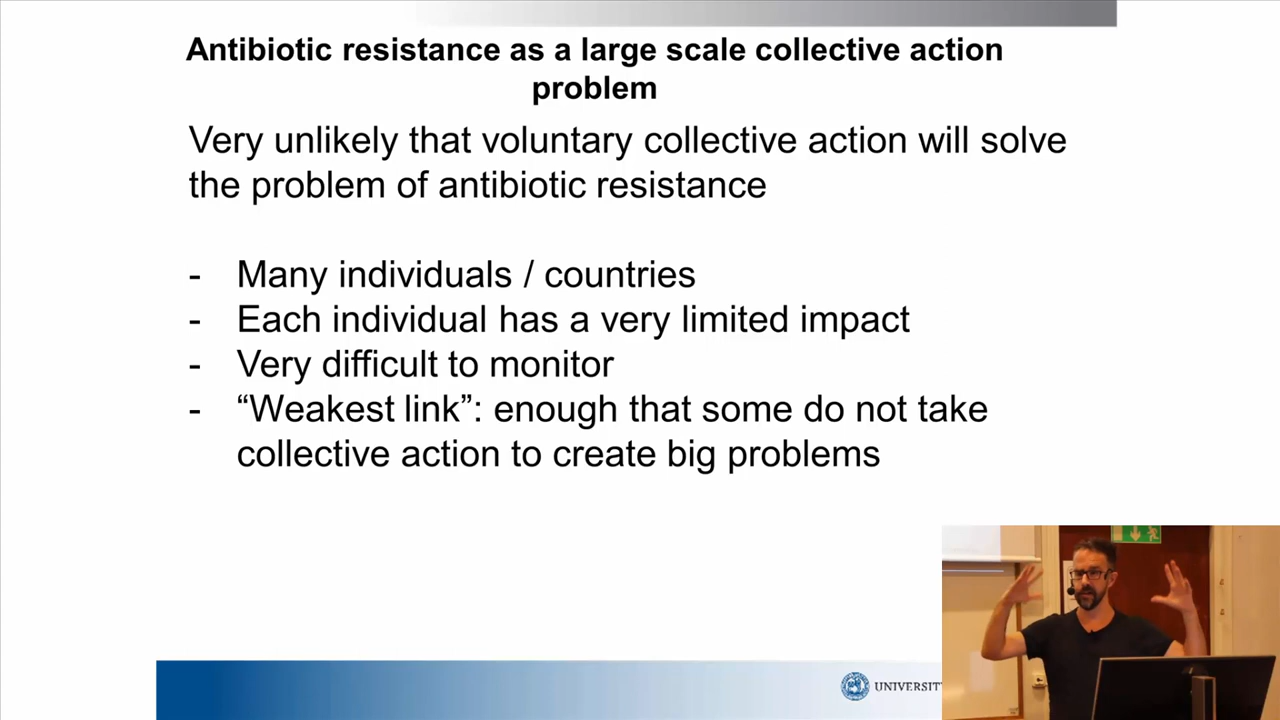 Antibiotic resistance as a large scale collective action
problem
Very unlikely that voluntary collective action will solve
the problem of antibiotic resistance
- Many individuals / countries
- Each individual has a very limited impact
- Very difficult to monitor
- “Weakest link”: enough that some do not take
collective action to create big problems